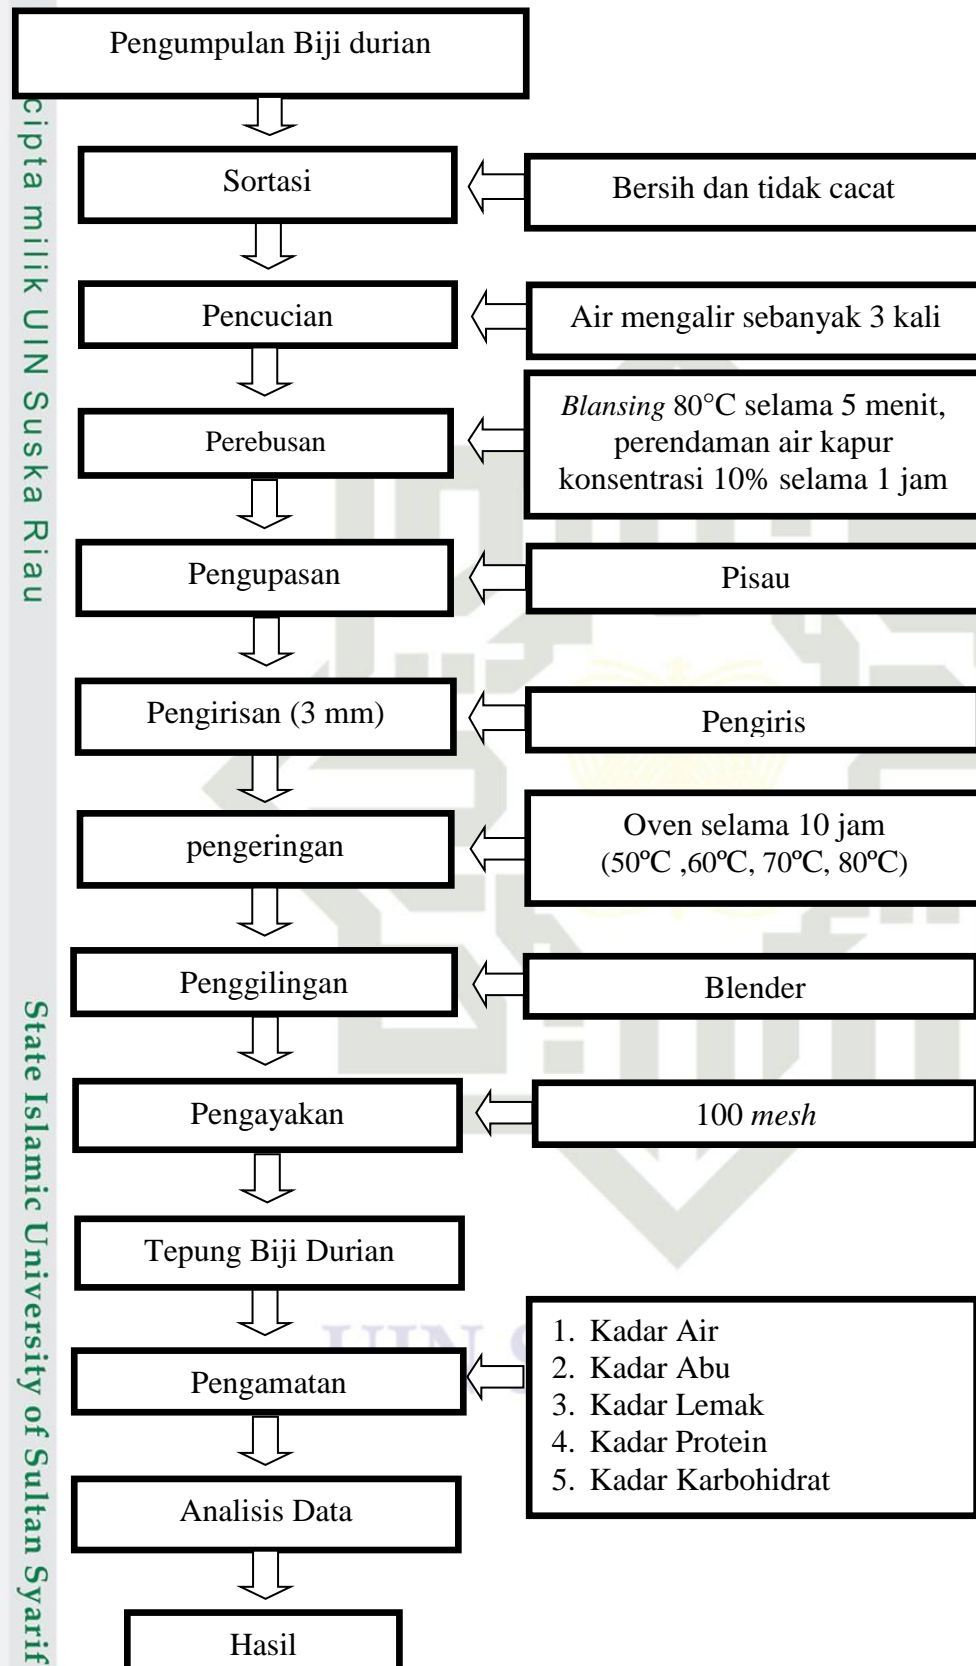 Pengumpulan Biji durian
Sortasi
Bersih dan tidak cacat
Pencucian
Air mengalir sebanyak 3 kali
Perebusan
Blansing 80°C selama 5 menit,
perendaman air kapur
konsentrasi 10% selama 1 jam
Pengupasan
Pisau
Pengirisan (3 mm)
Pengiris
pengeringan
Oven selama 10 jam
(50ºC ,60ºC, 70ºC, 80ºC)
Penggilingan
Blender
Pengayakan
100 mesh
Tepung Biji Durian
Pengamatan
1. Kadar Air
2. Kadar Abu
3. Kadar Lemak
4. Kadar Protein
5. Kadar Karbohidrat
Analisis Data
Hasil
cipta milik UIN Suska Riau
State Islamic University of Sultan Syarif
UIN S